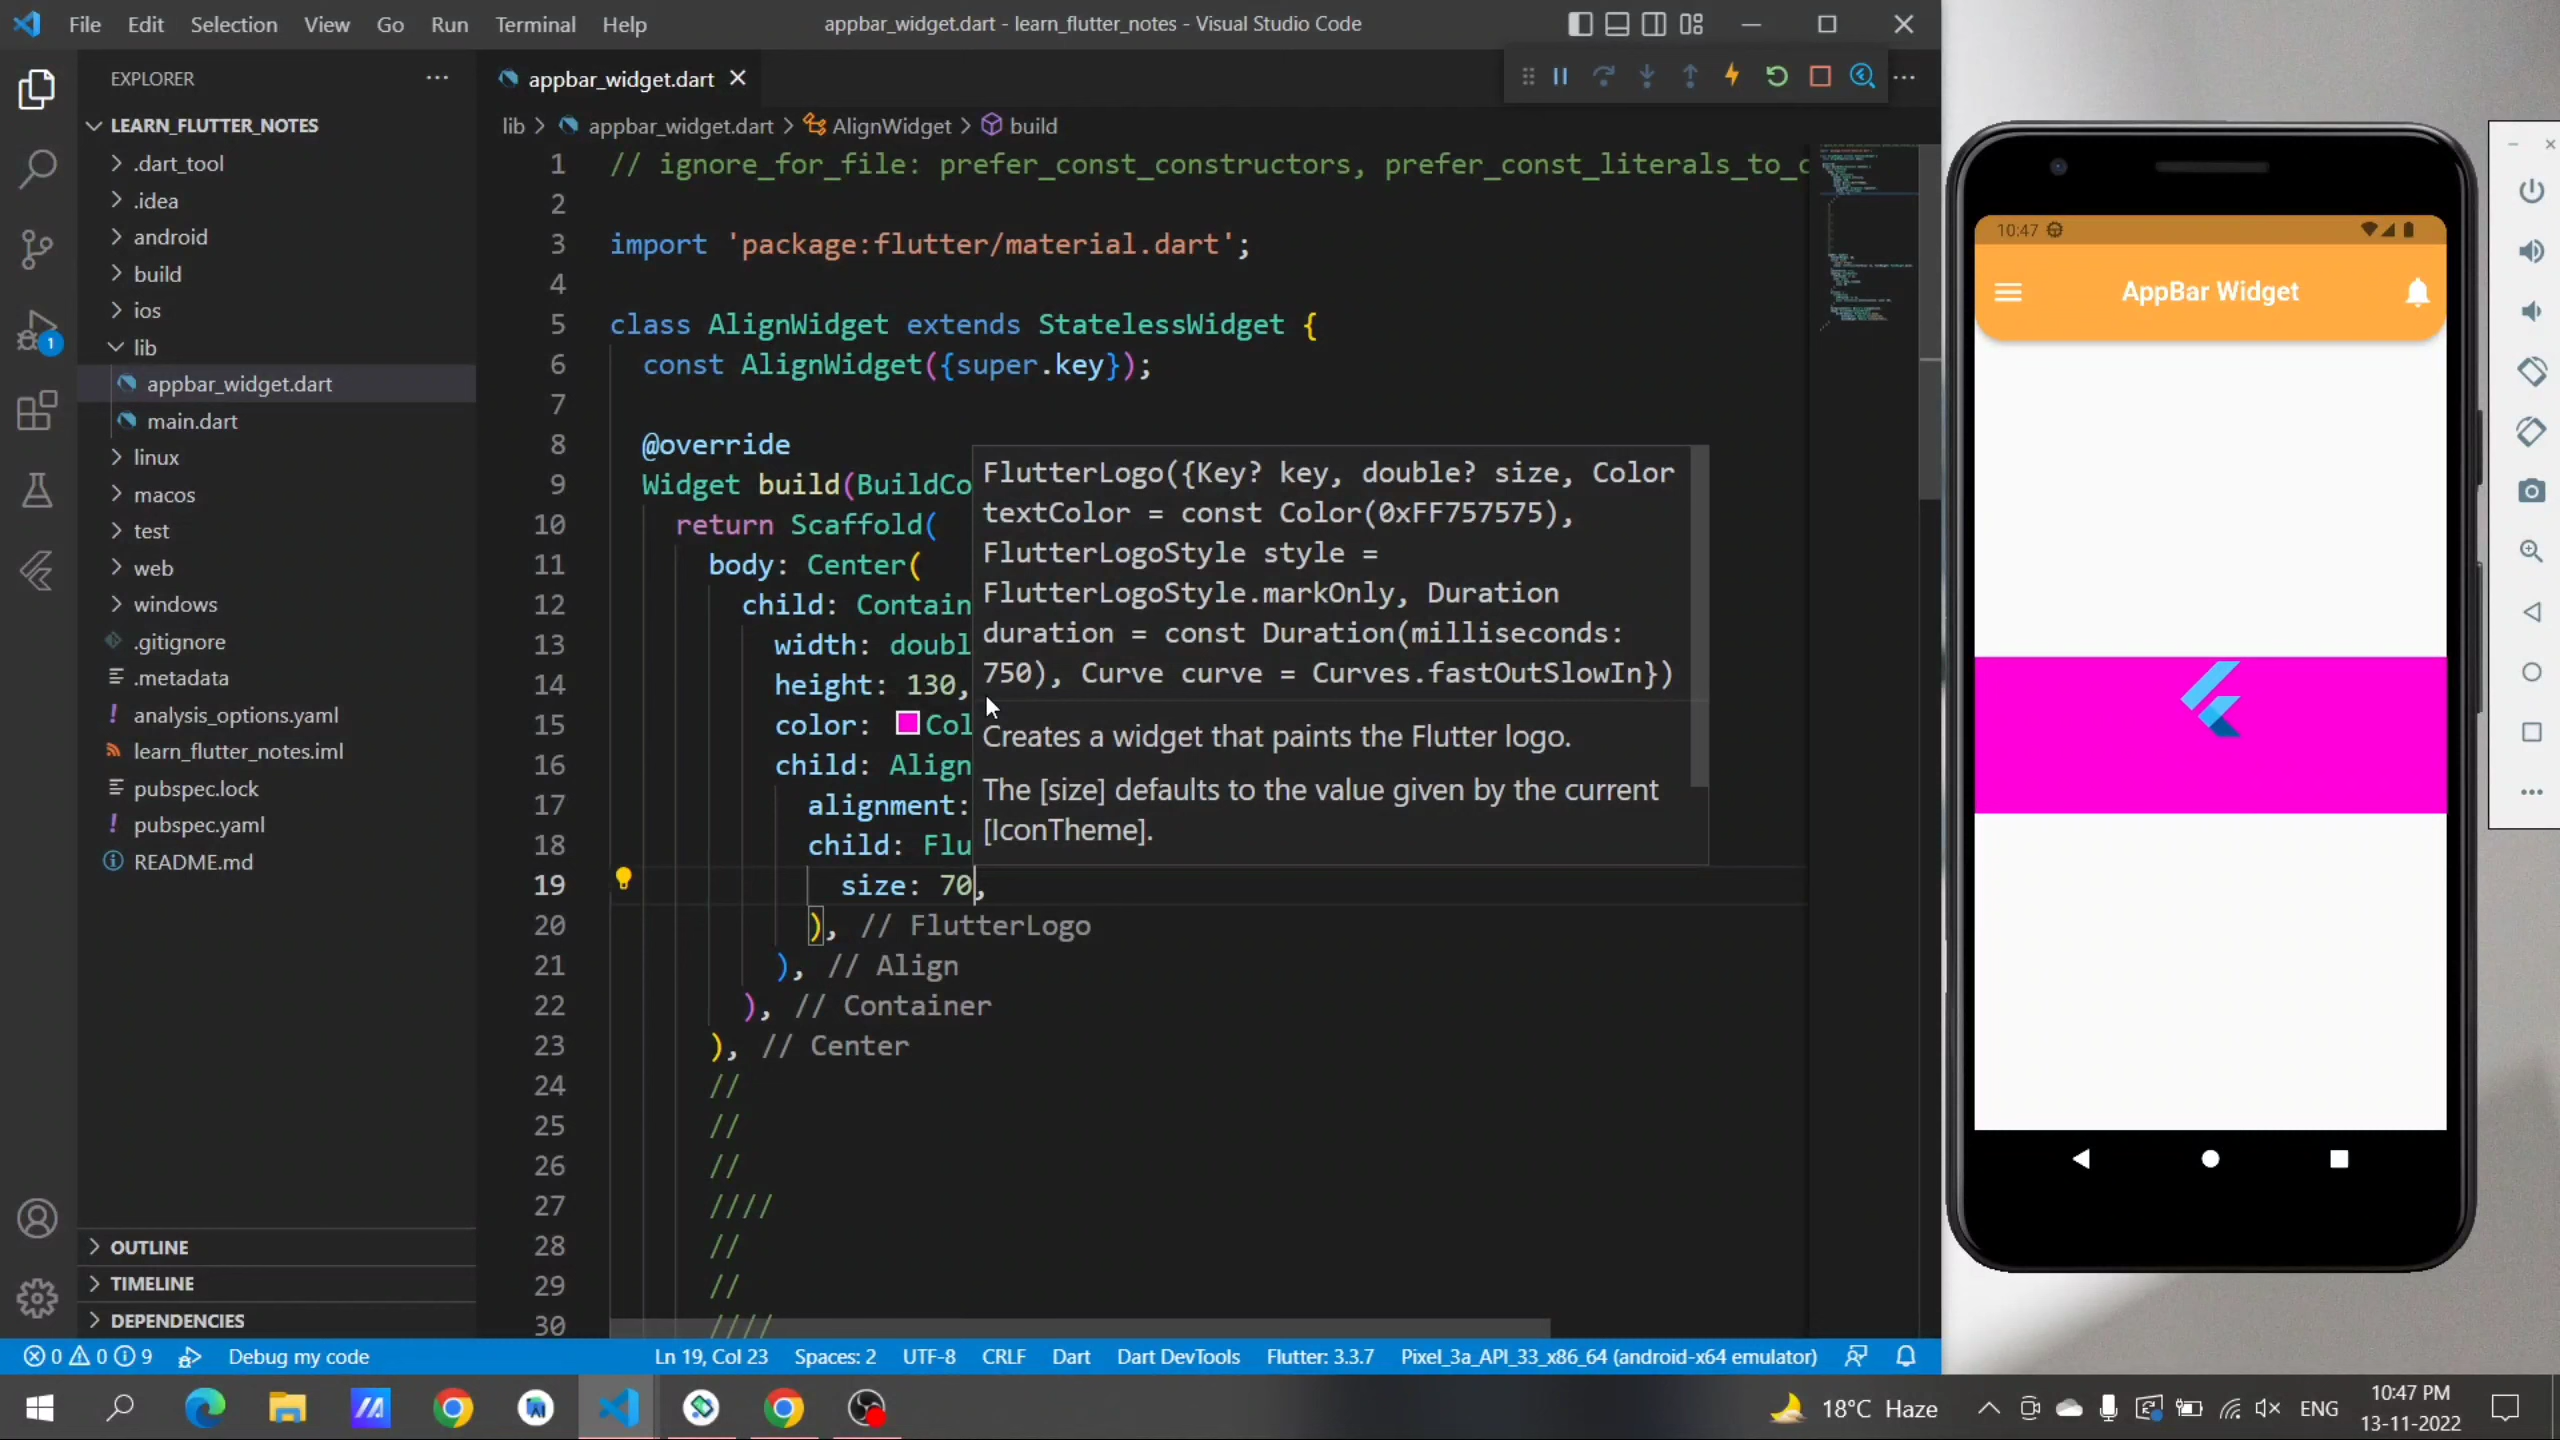 File Edit Selection View Go Run Terminal Help
appbar_widget.dart - learn_flutter_notes - Visual Studio Code
EXPLORER
LEARN_FLUTTER_NOTES
.dart_tool
.idea
android
build
ios
lib
appbar_widget.dart
main.dart
linux
macos
test
web
windows
.gitignore
.metadata
analysis_options.yaml
learn_flutter_notes.iml
pubspec.lock
pubspec.yaml
README.md
OUTLINE
TIMELINE
DEPENDENCIES
1
appbar_widget.dart
lib > appbar_widget.dart > AlignWidget > build
1 // ignore_for_file: prefer_const_constructors, prefer_const_literals_to_c
2
3 import 'package:flutter/material.dart';
4
5 class AlignWidget extends StatelessWidget {
6 const AlignWidget({super.key});
7
8 @override
9 Widget build(BuildCo
10 return Scaffold(
11 body: Center(
12 child: Contain
13 width: doubl
14 height: 130,
15 color: Col
16 child: Align
17 alignment:
18 child: Flu
19 size: 70,
20 ), // FlutterLogo
21 ), // Align
22 ), // Container
23 ), // Center
24 //
25 //
26 //
27 ////
28 //
29 //
30 ////
FlutterLogo({Key? key, double? size, Color
textColor = const Color(0xFF757575),
FlutterLogoStyle style =
FlutterLogoStyle.markOnly, Duration
duration = const Duration(milliseconds:
750), Curve curve = Curves.fastOutSlowIn})
Creates a widget that paints the Flutter logo.
The [size] defaults to the value given by the current
[IconTheme].
10:47
AppBar Widget
0 0 9 Debug my code Ln 19, Col 23 Spaces: 2 UTF-8 CRLF Dart Dart DevTools Flutter: 3.3.7 Pixel_3a_API_33_x86_64 (android-x64 emulator)
18°C Haze ENG 10:47 PM
13-11-2022